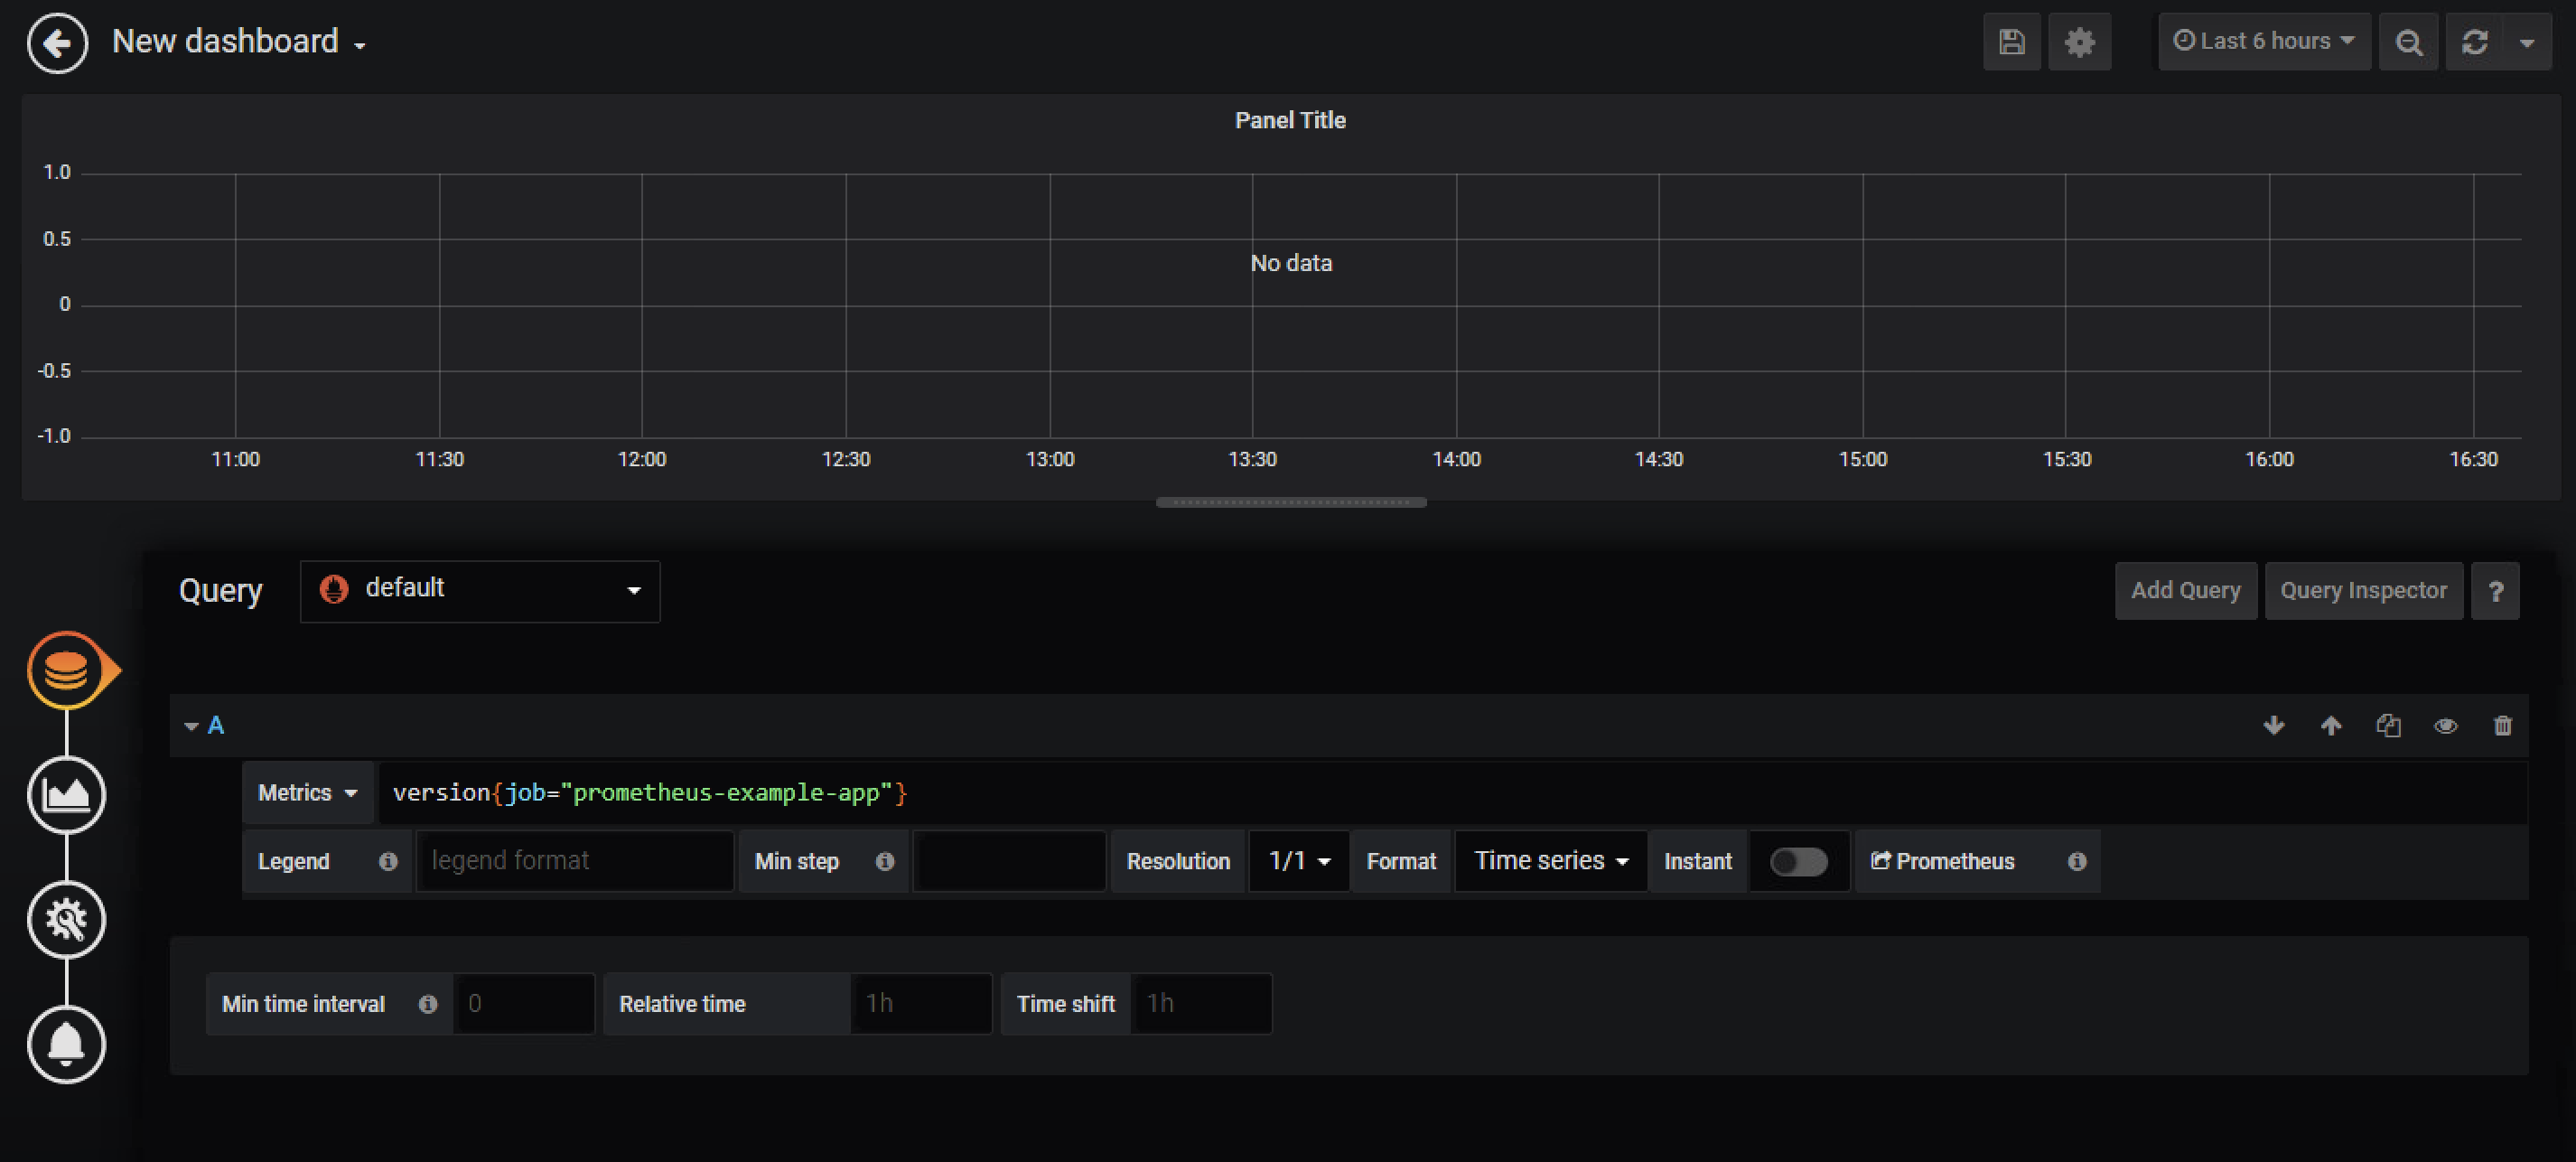 New dashboard
Last 6 hours
Panel Title
1.0
0.5
No data
0
-0.5
-1.0
11:00 11:30 12:00 12:30 13:00 13:30 14:00 14:30 15:00 15:30 16:00 16:30
Query default Add Query Query Inspector ?
A
Metrics version{job="prometheus-example-app"}
Legend legend format Min step Resolution 1/1 Format Time series Instant Prometheus
Min time interval 0 Relative time 1h Time shift 1h